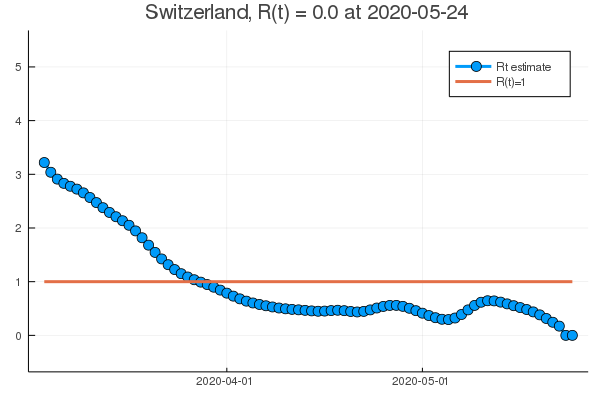 Switzerland, R(t) = 0.0 at 2020-05-24
5
4
3
2
1
0
Rt estimate
R(t)=1
2020-04-01
2020-05-01